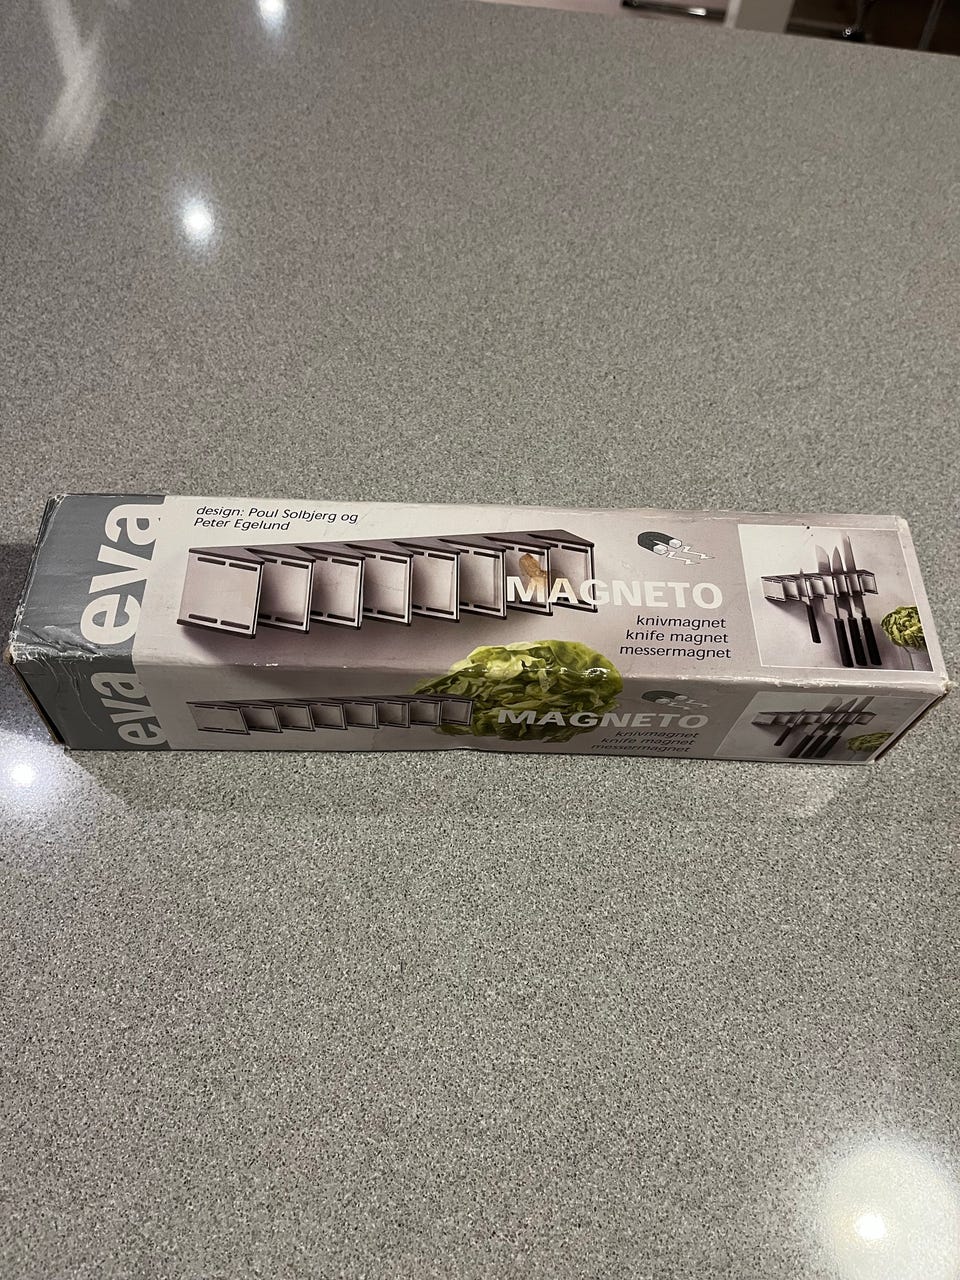 eva
design: Poul Solbjerg og
Peter Egelund
MAGNETO
knivmagnet
knife magnet
messermagnet
eva
MAGNETO
knivmagnet
knife magnet
messermagnet